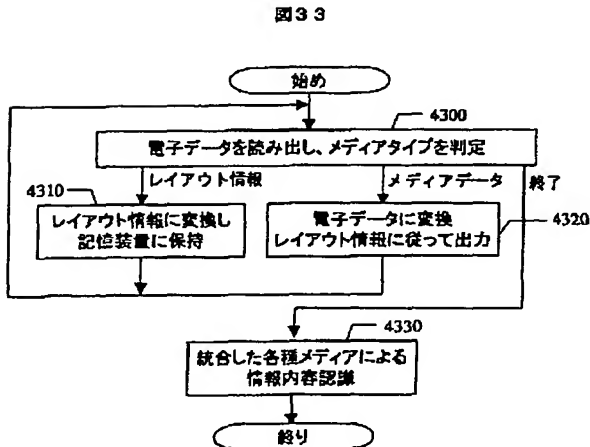 図33
始め
4300
電子データを読み出し、メディアタイプを判定
4310
レイアウト情報
メディアデータ
終了
レイアウト情報に変換し
記位装量に保持
電子データに変換
レイアウト情報に従って出力
4320
4330
統合した各種メディアによる
情報内容認識
終り